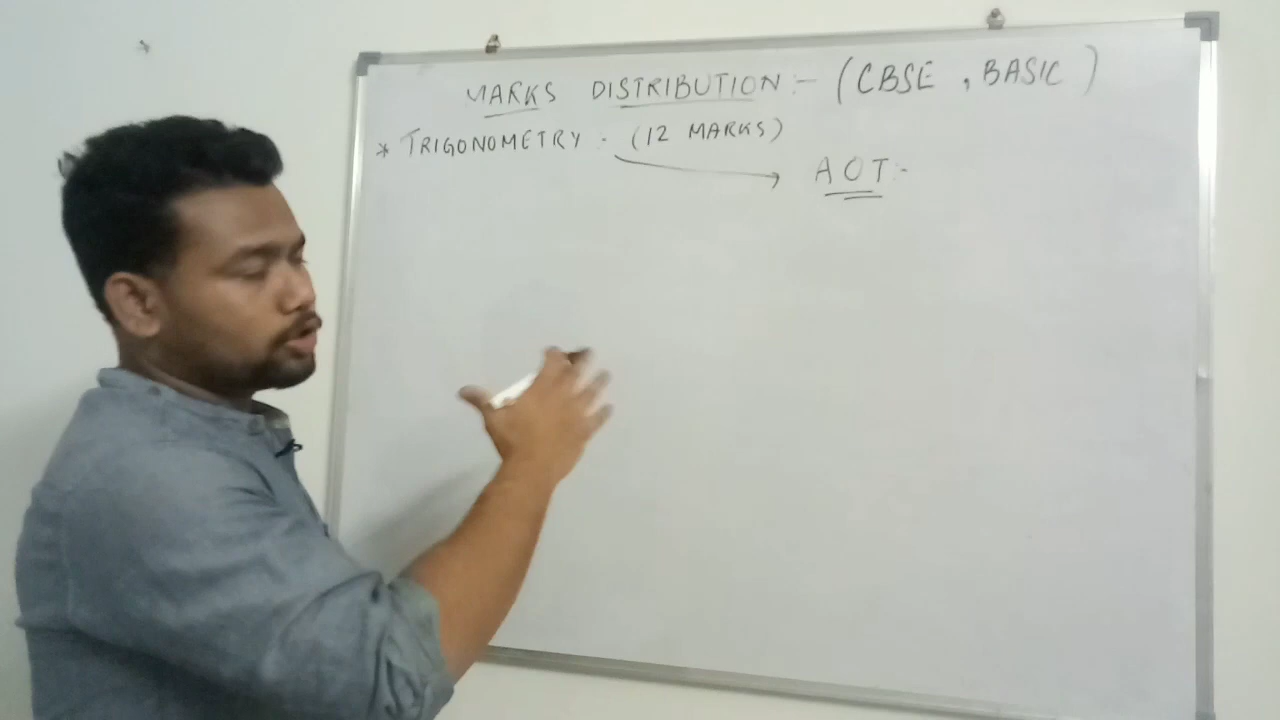 MARKS DISTRIBUTION :- (CBSE , BASIC )
* TRIGONOMETRY :- (12 MARKS)
AOT :-